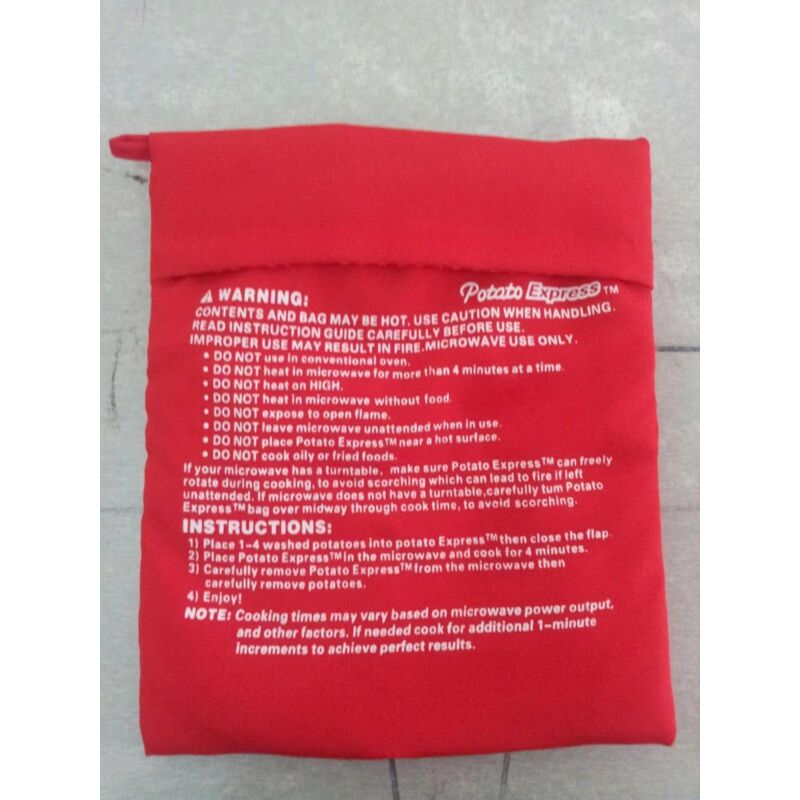 WARNING:
Potato Express™
CONTENTS AND BAG MAY BE HOT. USE CAUTION WHEN HANDLING.
READ INSTRUCTION GUIDE CAREFULLY BEFORE USE.
IMPROPER USE MAY RESULT IN FIRE.MICROWAVE USE ONLY.
• DO NOT use in conventional oven.
• DO NOT heat in microwave for more than 4 minutes at a time.
• DO NOT heat on HIGH.
• DO NOT heat in microwave without food.
• DO NOT expose to open flame.
• DO NOT leave microwave unattended when in use.
• DO NOT place Potato Express™ near a hot surface.
• DO NOT cook oily or fried foods.
If your microwave has a turntable, make sure Potato Express™ can freely
rotate during cooking, to avoid scorching which can lead to fire if left
unattended. If microwave does not have a turntable,carefully tum Potato
Express™ bag over midway through cook time, to avoid scorching.
INSTRUCTIONS:
1) Place 1-4 washed potatoes into potato Express™ then close the flap.
2) Place Potato Express™ in the microwave and cook for 4 minutes.
3) Carefully remove Potato Express™ from the microwave then
carefully remove potatoes.
4) Enjoy!
NOTE: Cooking times may vary based on microwave power output,
and other factors. If needed cook for additional 1-minute
increments to achieve perfect results.